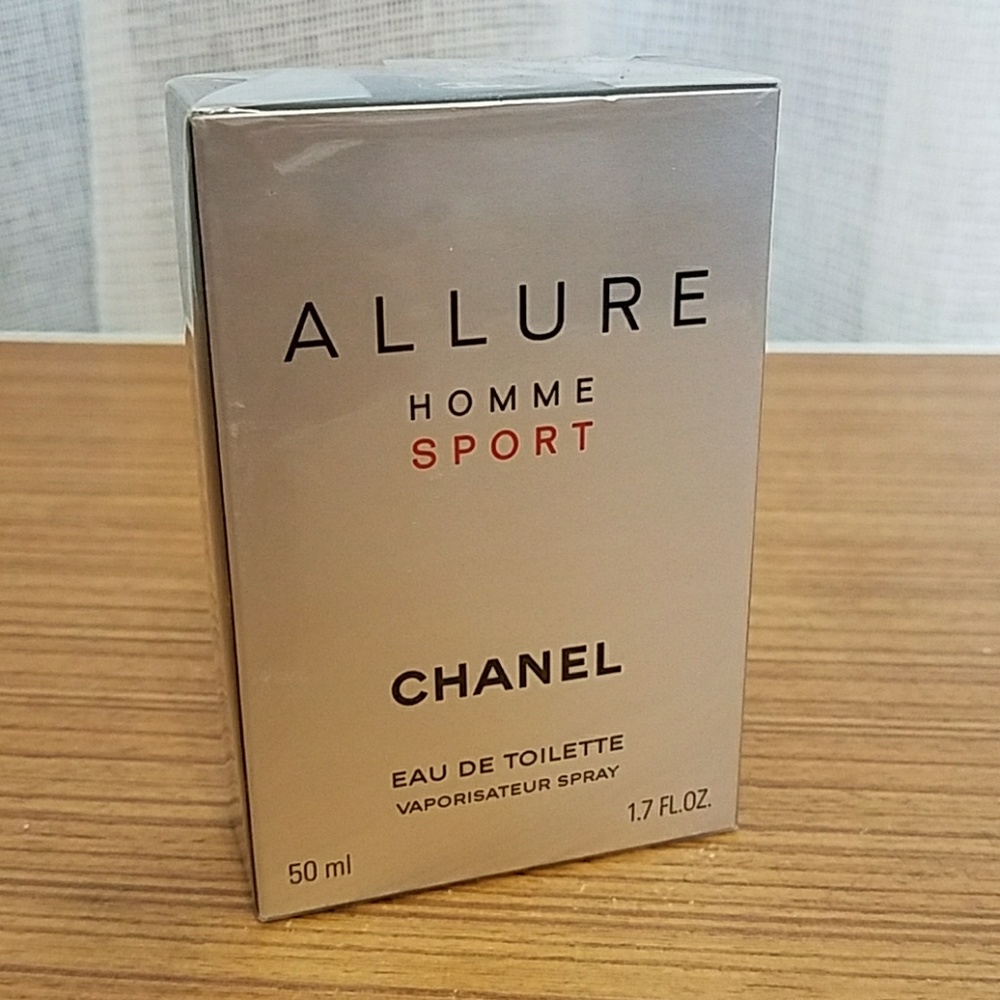 ALLURE
HOMME
SPORT
CHANEL
EAU DE TOILETTE
VAPORISATEUR SPRAY
50 ml 1.7 FL.OZ.